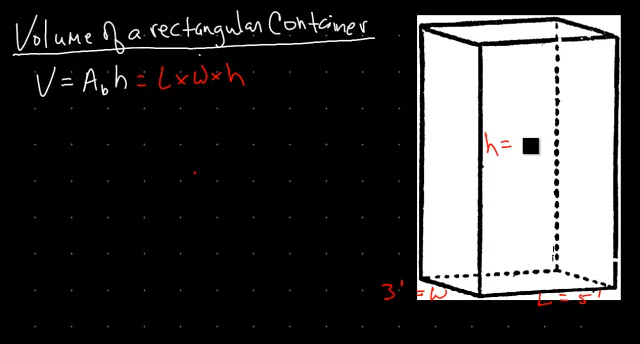 Volume of a rectangular Container
V = A_b h = L × W × h
h =
3' = W
L = 5'